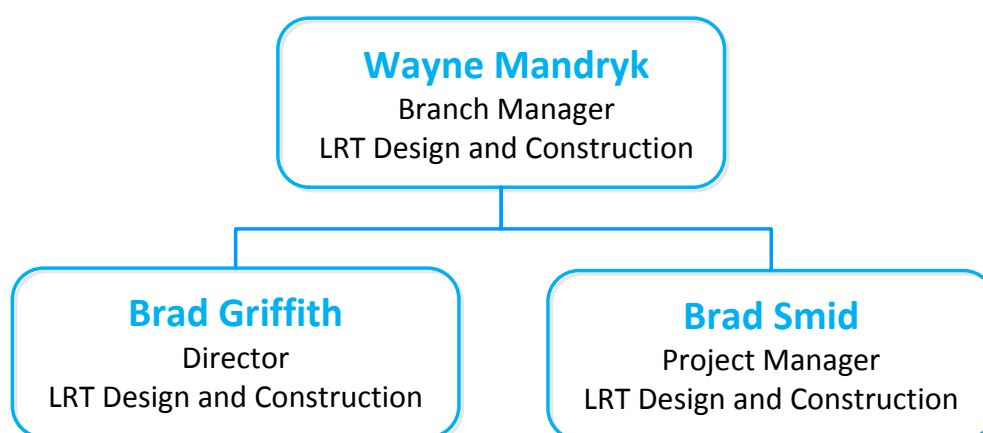 Wayne Mandryk
Branch Manager
LRT Design and Construction
Brad Griffith
Director
LRT Design and Construction
Brad Smid
Project Manager
LRT Design and Construction